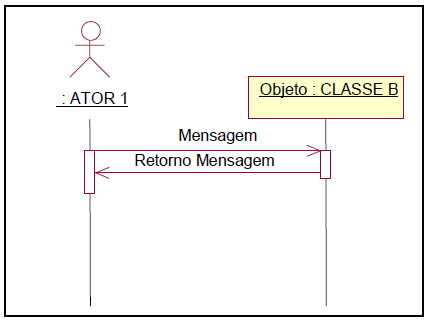 : ATOR 1
Objeto : CLASSE B
Mensagem
Retorno Mensagem